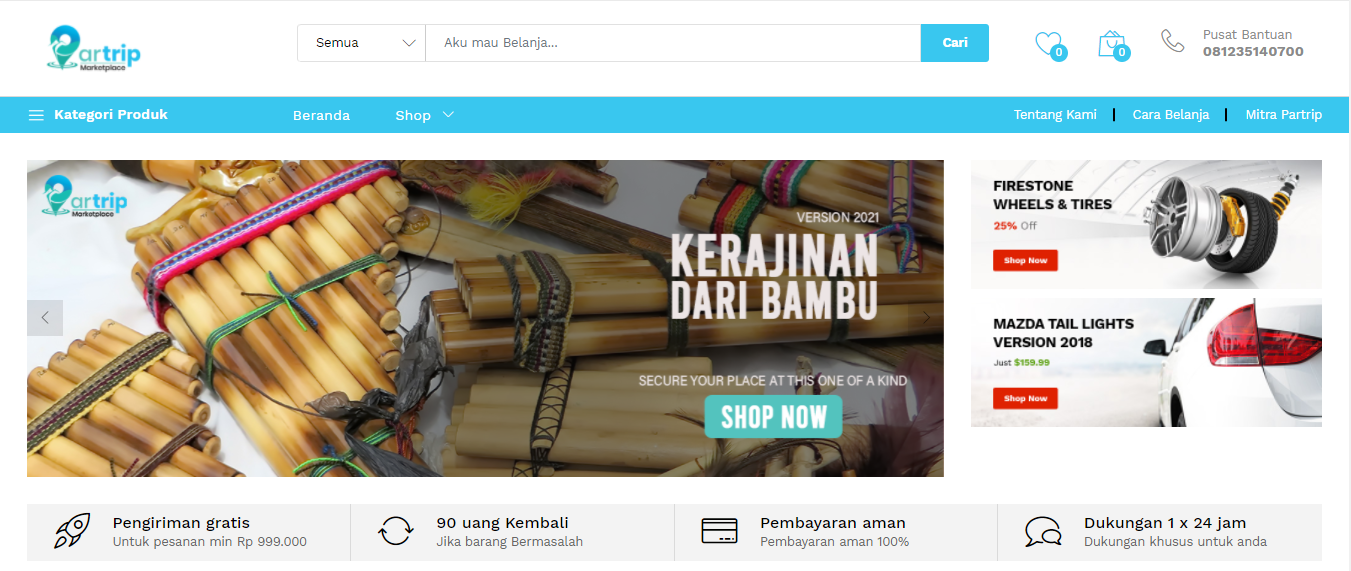 Partrip
Marketplace
Semua
Aku mau Belanja...
Cari
0
0
Pusat Bantuan
081235140700
Kategori Produk
Beranda
Shop
Tentang Kami
Cara Belanja
Mitra Partrip
Partrip
Marketplace
VERSION 2021
KERAJINAN
DARI BAMBU
SECURE YOUR PLACE AT THIS ONE OF A KIND
SHOP NOW
FIRESTONE
WHEELS & TIRES
25% Off
Shop Now
MAZDA TAIL LIGHTS
VERSION 2018
Just $159.99
Shop Now
Pengiriman gratis
Untuk pesanan min Rp 999.000
90 uang Kembali
Jika barang Bermasalah
Pembayaran aman
Pembayaran aman 100%
Dukungan 1 x 24 jam
Dukungan khusus untuk anda